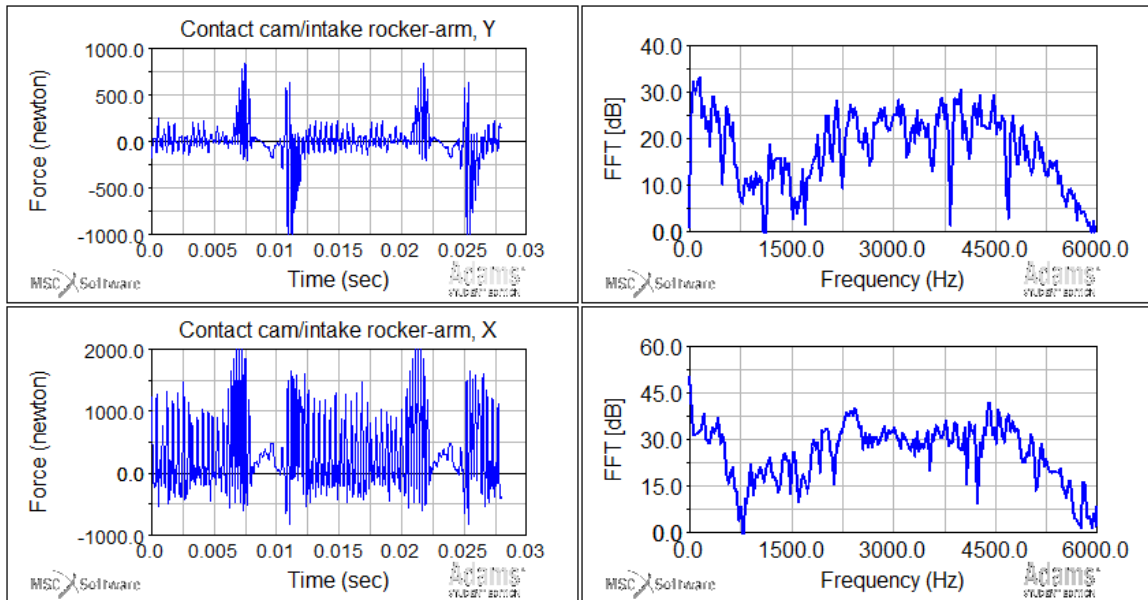 Contact cam/intake rocker-arm, Y
Force (newton)
1000.0
500.0
0.0
-500.0
-1000.0
0.0 0.005 0.01 0.015 0.02 0.025 0.03
Time (sec)
MSC Software
Adams
FFT [dB]
40.0
30.0
20.0
10.0
0.0
0.0 1500.0 3000.0 4500.0 6000.0
Frequency (Hz)
MSC Software
Adams
Contact cam/intake rocker-arm, X
Force (newton)
2000.0
1000.0
0.0
-1000.0
0.0 0.005 0.01 0.015 0.02 0.025 0.03
Time (sec)
MSC Software
Adams
FFT [dB]
60.0
45.0
30.0
15.0
0.0
0.0 1500.0 3000.0 4500.0 6000.0
Frequency (Hz)
MSC Software
Adams